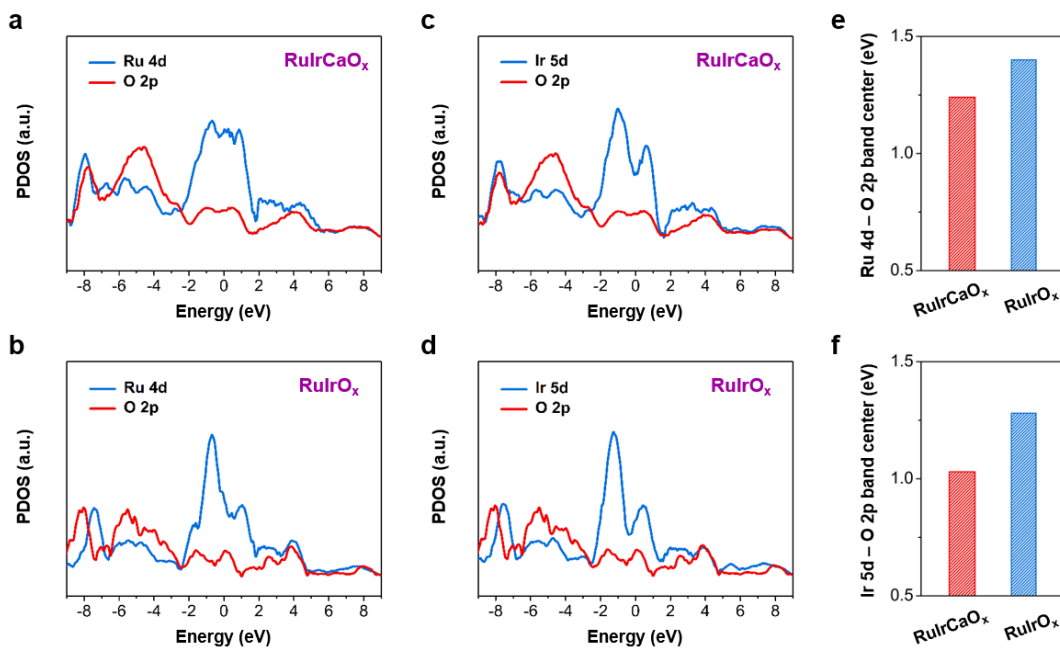 a
Ru 4d
O 2p
RuIrCaOₓ
PDOS (a.u.)
-8 -6 -4 -2 0 2 4 6 8
Energy (eV)
c
Ir 5d
O 2p
RuIrCaOₓ
PDOS (a.u.)
-8 -6 -4 -2 0 2 4 6 8
Energy (eV)
e
Ru 4d – O 2p band center (eV)
1.5
1.0
0.5
RuIrCaOₓ RuIrOₓ
b
Ru 4d
O 2p
RuIrOₓ
PDOS (a.u.)
-8 -6 -4 -2 0 2 4 6 8
Energy (eV)
d
Ir 5d
O 2p
RuIrOₓ
PDOS (a.u.)
-8 -6 -4 -2 0 2 4 6 8
Energy (eV)
f
Ir 5d – O 2p band center (eV)
1.5
1.0
0.5
RuIrCaOₓ RuIrOₓ